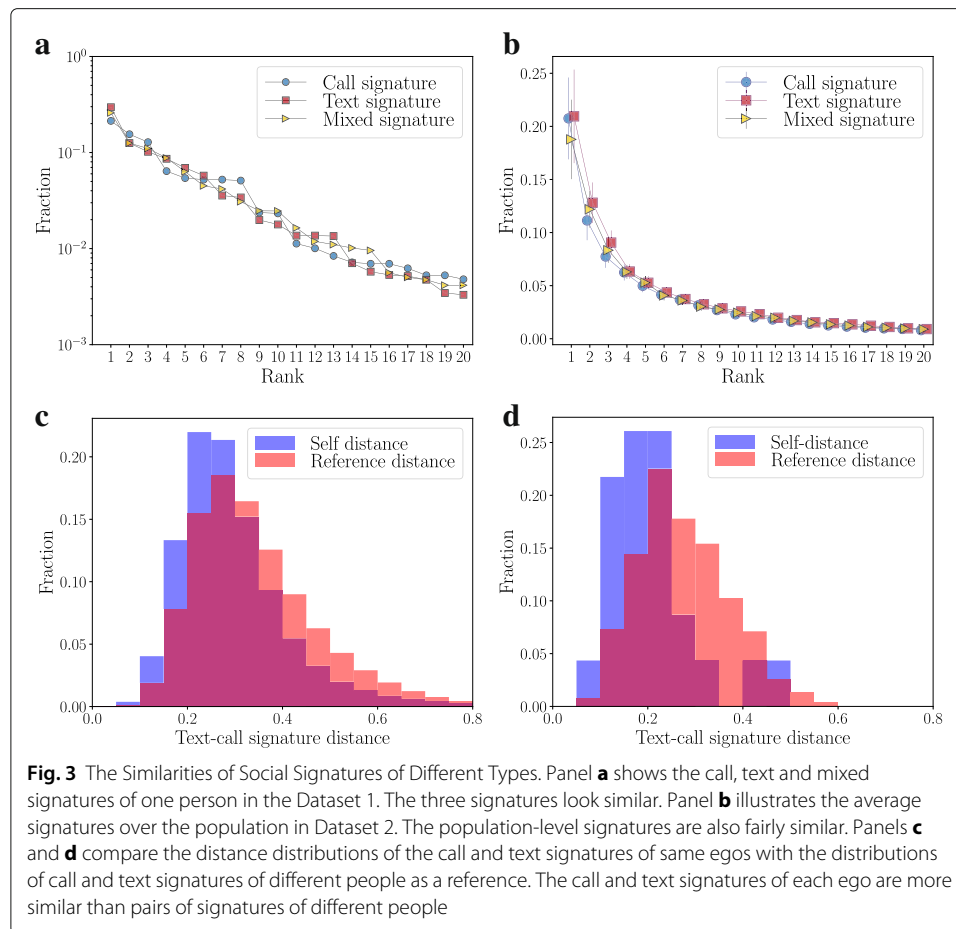 a
10⁰
10⁻¹
10⁻²
10⁻³
Fraction
Call signature
Text signature
Mixed signature
1 2 3 4 5 6 7 8 9 10 11 12 13 14 15 16 17 18 19 20
Rank
b
0.25
0.20
0.15
0.10
0.05
0.00
Fraction
Call signature
Text signature
Mixed signature
1 2 3 4 5 6 7 8 9 10 11 12 13 14 15 16 17 18 19 20
Rank
c
0.20
0.15
0.10
0.05
0.00
Fraction
Self distance
Reference distance
0.0 0.2 0.4 0.6 0.8
Text-call signature distance
d
0.25
0.20
0.15
0.10
0.05
0.00
Fraction
Self-distance
Reference distance
0.0 0.2 0.4 0.6 0.8
Text-call signature distance
Fig. 3 The Similarities of Social Signatures of Different Types. Panel a shows the call, text and mixed
signatures of one person in the Dataset 1. The three signatures look similar. Panel b illustrates the average
signatures over the population in Dataset 2. The population-level signatures are also fairly similar. Panels c
and d compare the distance distributions of the call and text signatures of same egos with the distributions
of call and text signatures of different people as a reference. The call and text signatures of each ego are more
similar than pairs of signatures of different people